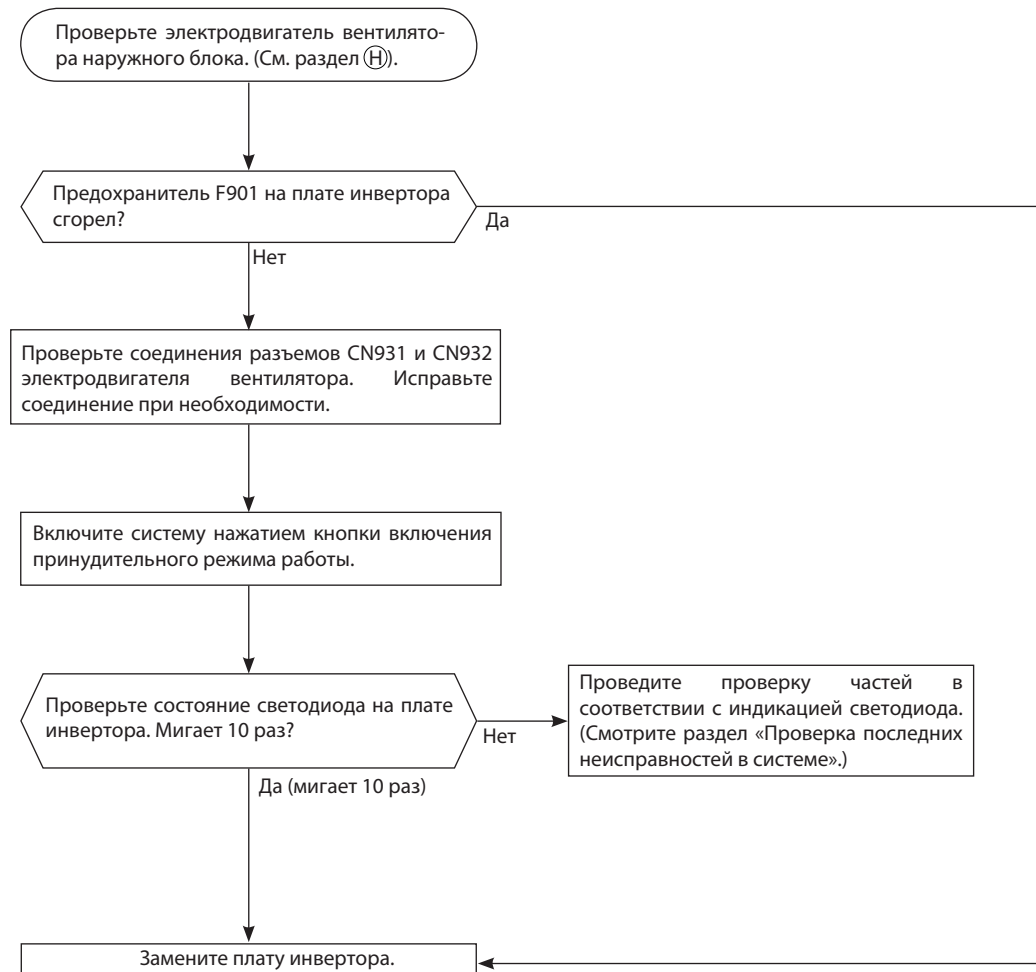 Проверьте электродвигатель вентилято-
ра наружного блока. (См. раздел Ⓗ).
Предохранитель F901 на плате инвертора
сгорел?
Да
Нет
Проверьте соединения разъемов CN931 и CN932
электродвигателя вентилятора. Исправьте
соединение при необходимости.
Включите систему нажатием кнопки включения
принудительного режима работы.
Проверьте состояние светодиода на плате
инвертора. Мигает 10 раз?
Нет
Проведите проверку частей в
соответствии с индикацией светодиода.
(Смотрите раздел «Проверка последних
неисправностей в системе».)
Да (мигает 10 раз)
Замените плату инвертора.